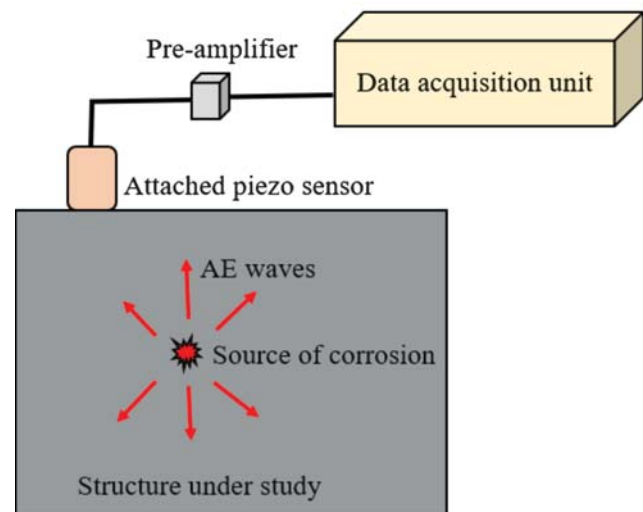 Pre-amplifier
Data acquisition unit
Attached piezo sensor
AE waves
Source of corrosion
Structure under study